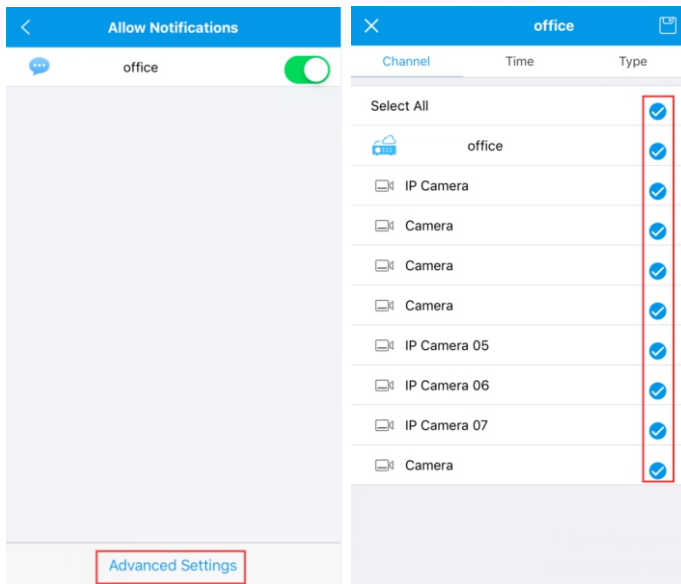 Allow Notifications
office
Advanced Settings
office
Channel Time Type
Select All
office
IP Camera
Camera
Camera
Camera
IP Camera 05
IP Camera 06
IP Camera 07
Camera